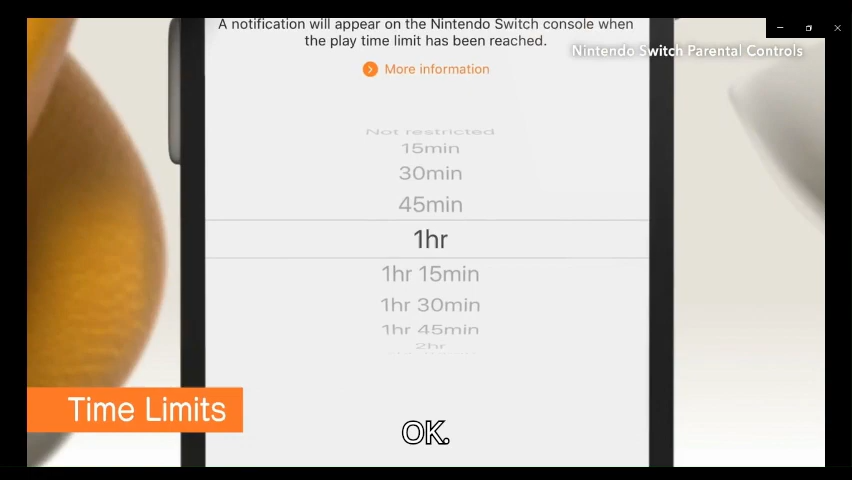 A notification will appear on the Nintendo Switch console when
the play time limit has been reached.
Nintendo Switch Parental Controls
More information
Not restricted
15min
30min
45min
1hr
1hr 15min
1hr 30min
1hr 45min
2hr
Time Limits
OK.